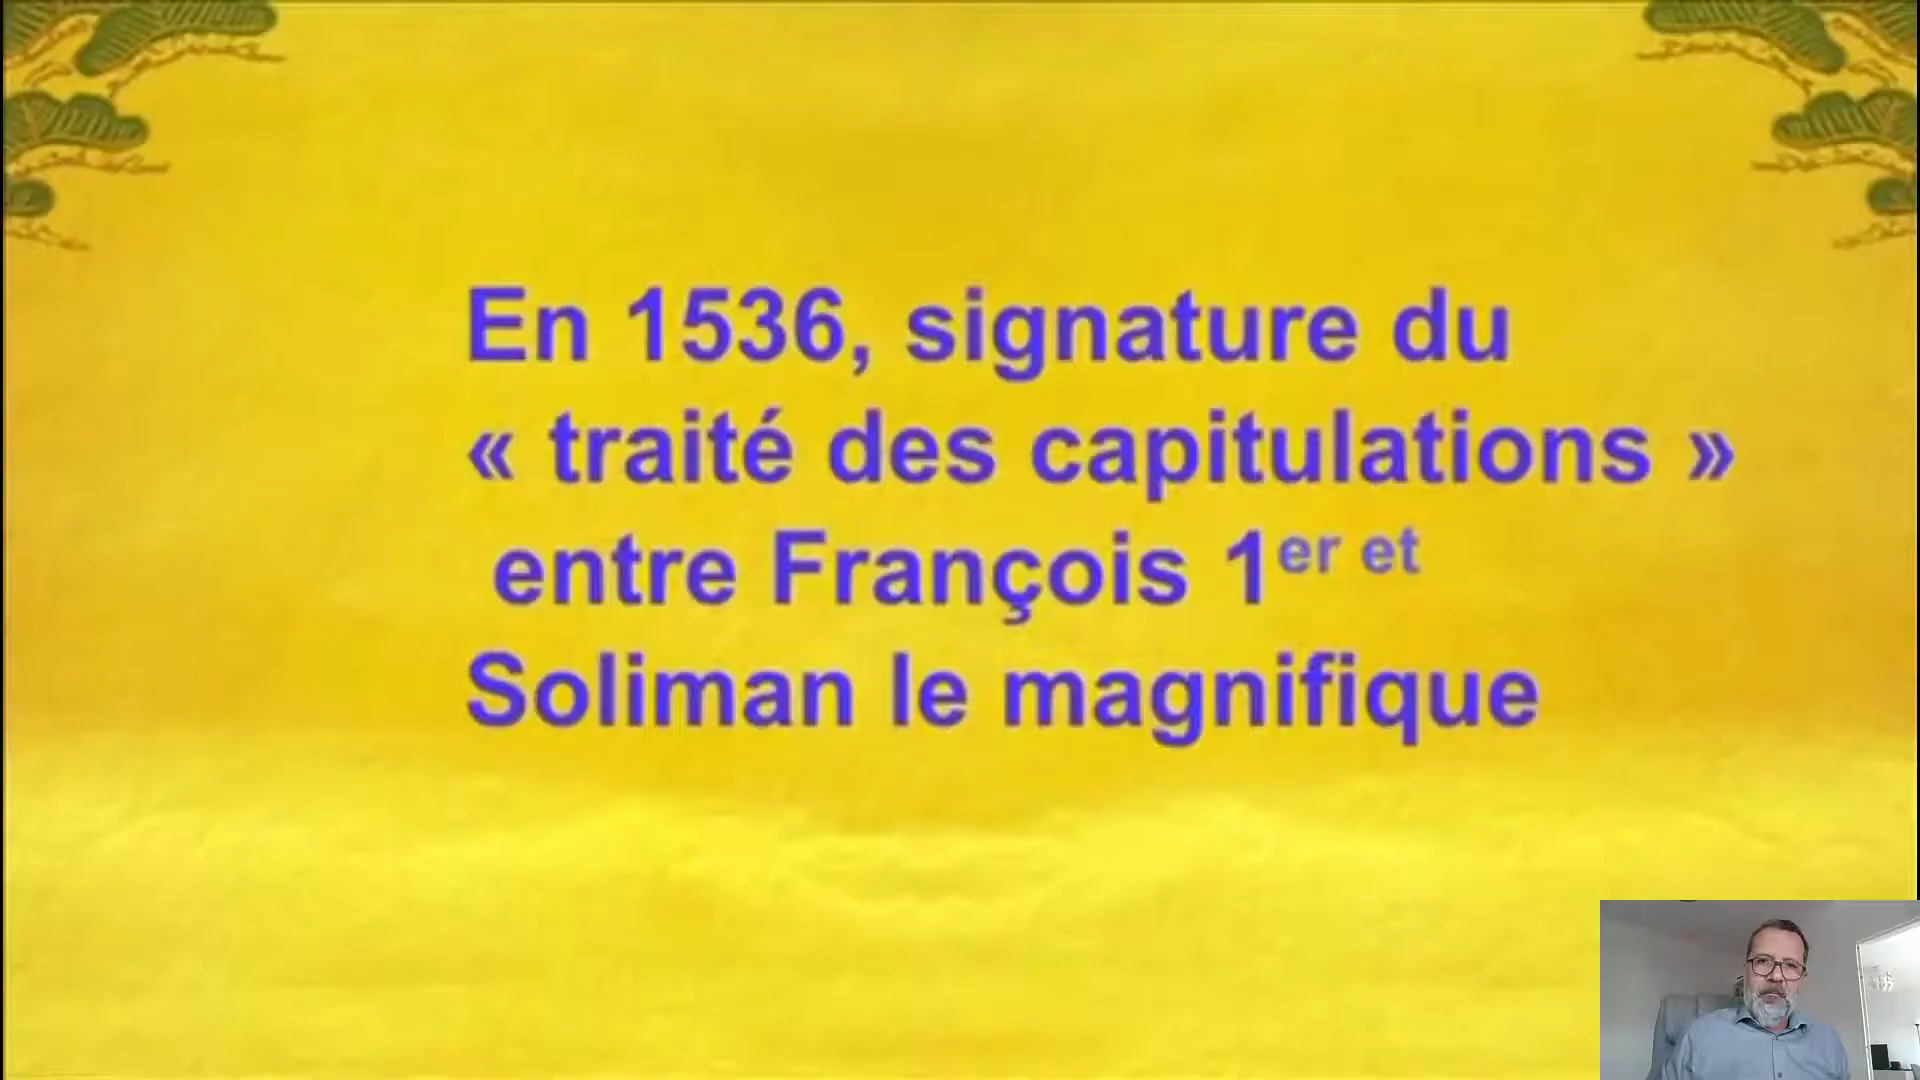 En 1536, signature du
« traité des capitulations »
entre François 1er et
Soliman le magnifique